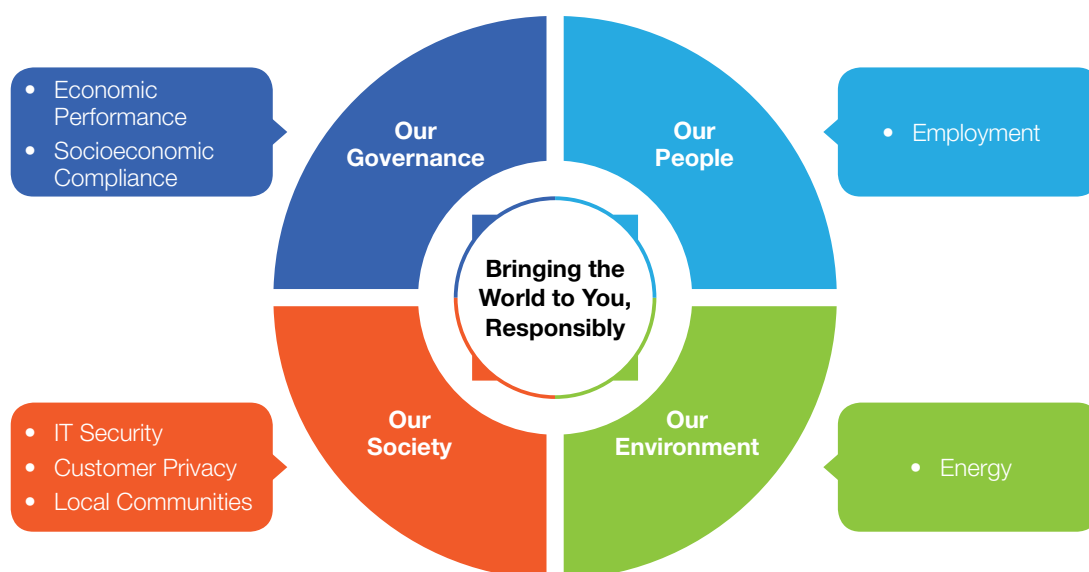 • Economic
Performance
• Socioeconomic
Compliance
Our
Governance
Our
People
• Employment
Bringing the
World to You,
Responsibly
• IT Security
• Customer Privacy
• Local Communities
Our
Society
Our
Environment
• Energy